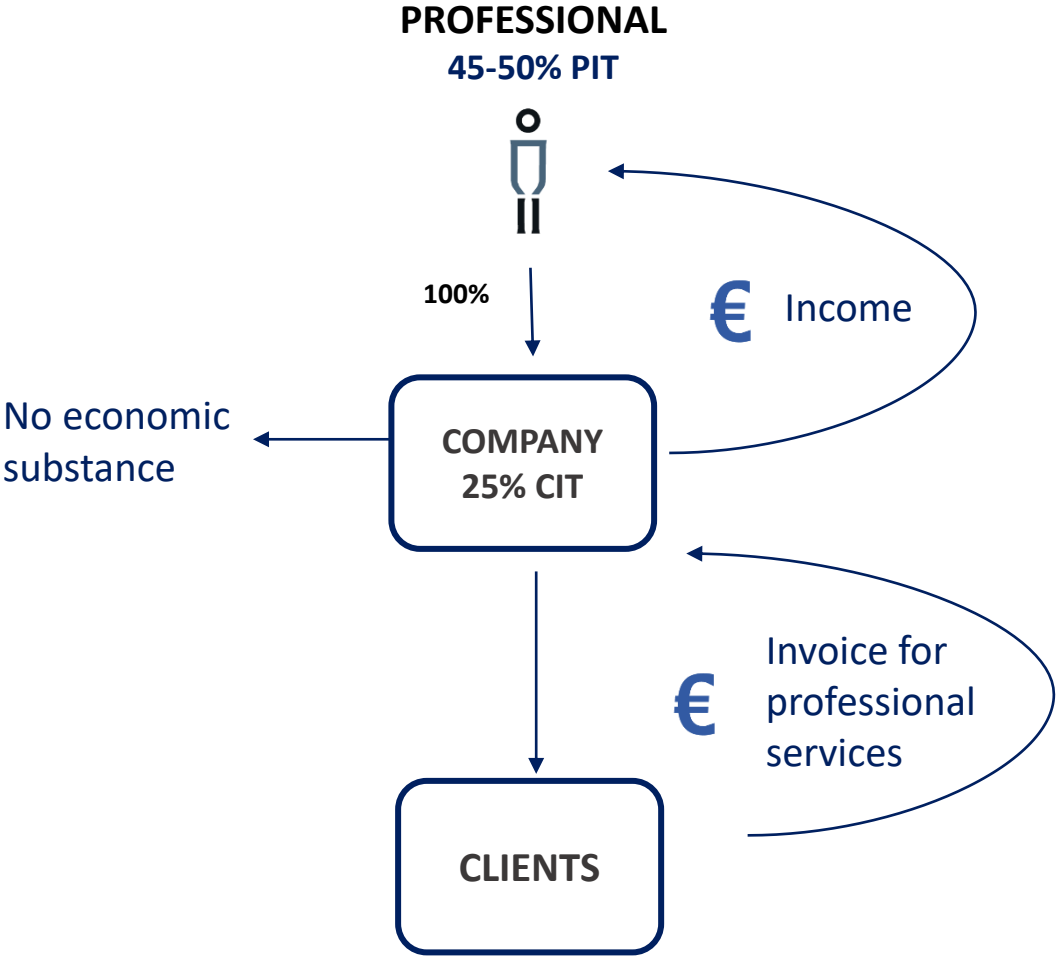 PROFESSIONAL
45-50% PIT
100%
€
Income
No economic
substance
COMPANY
25% CIT
€
Invoice for
professional
services
CLIENTS